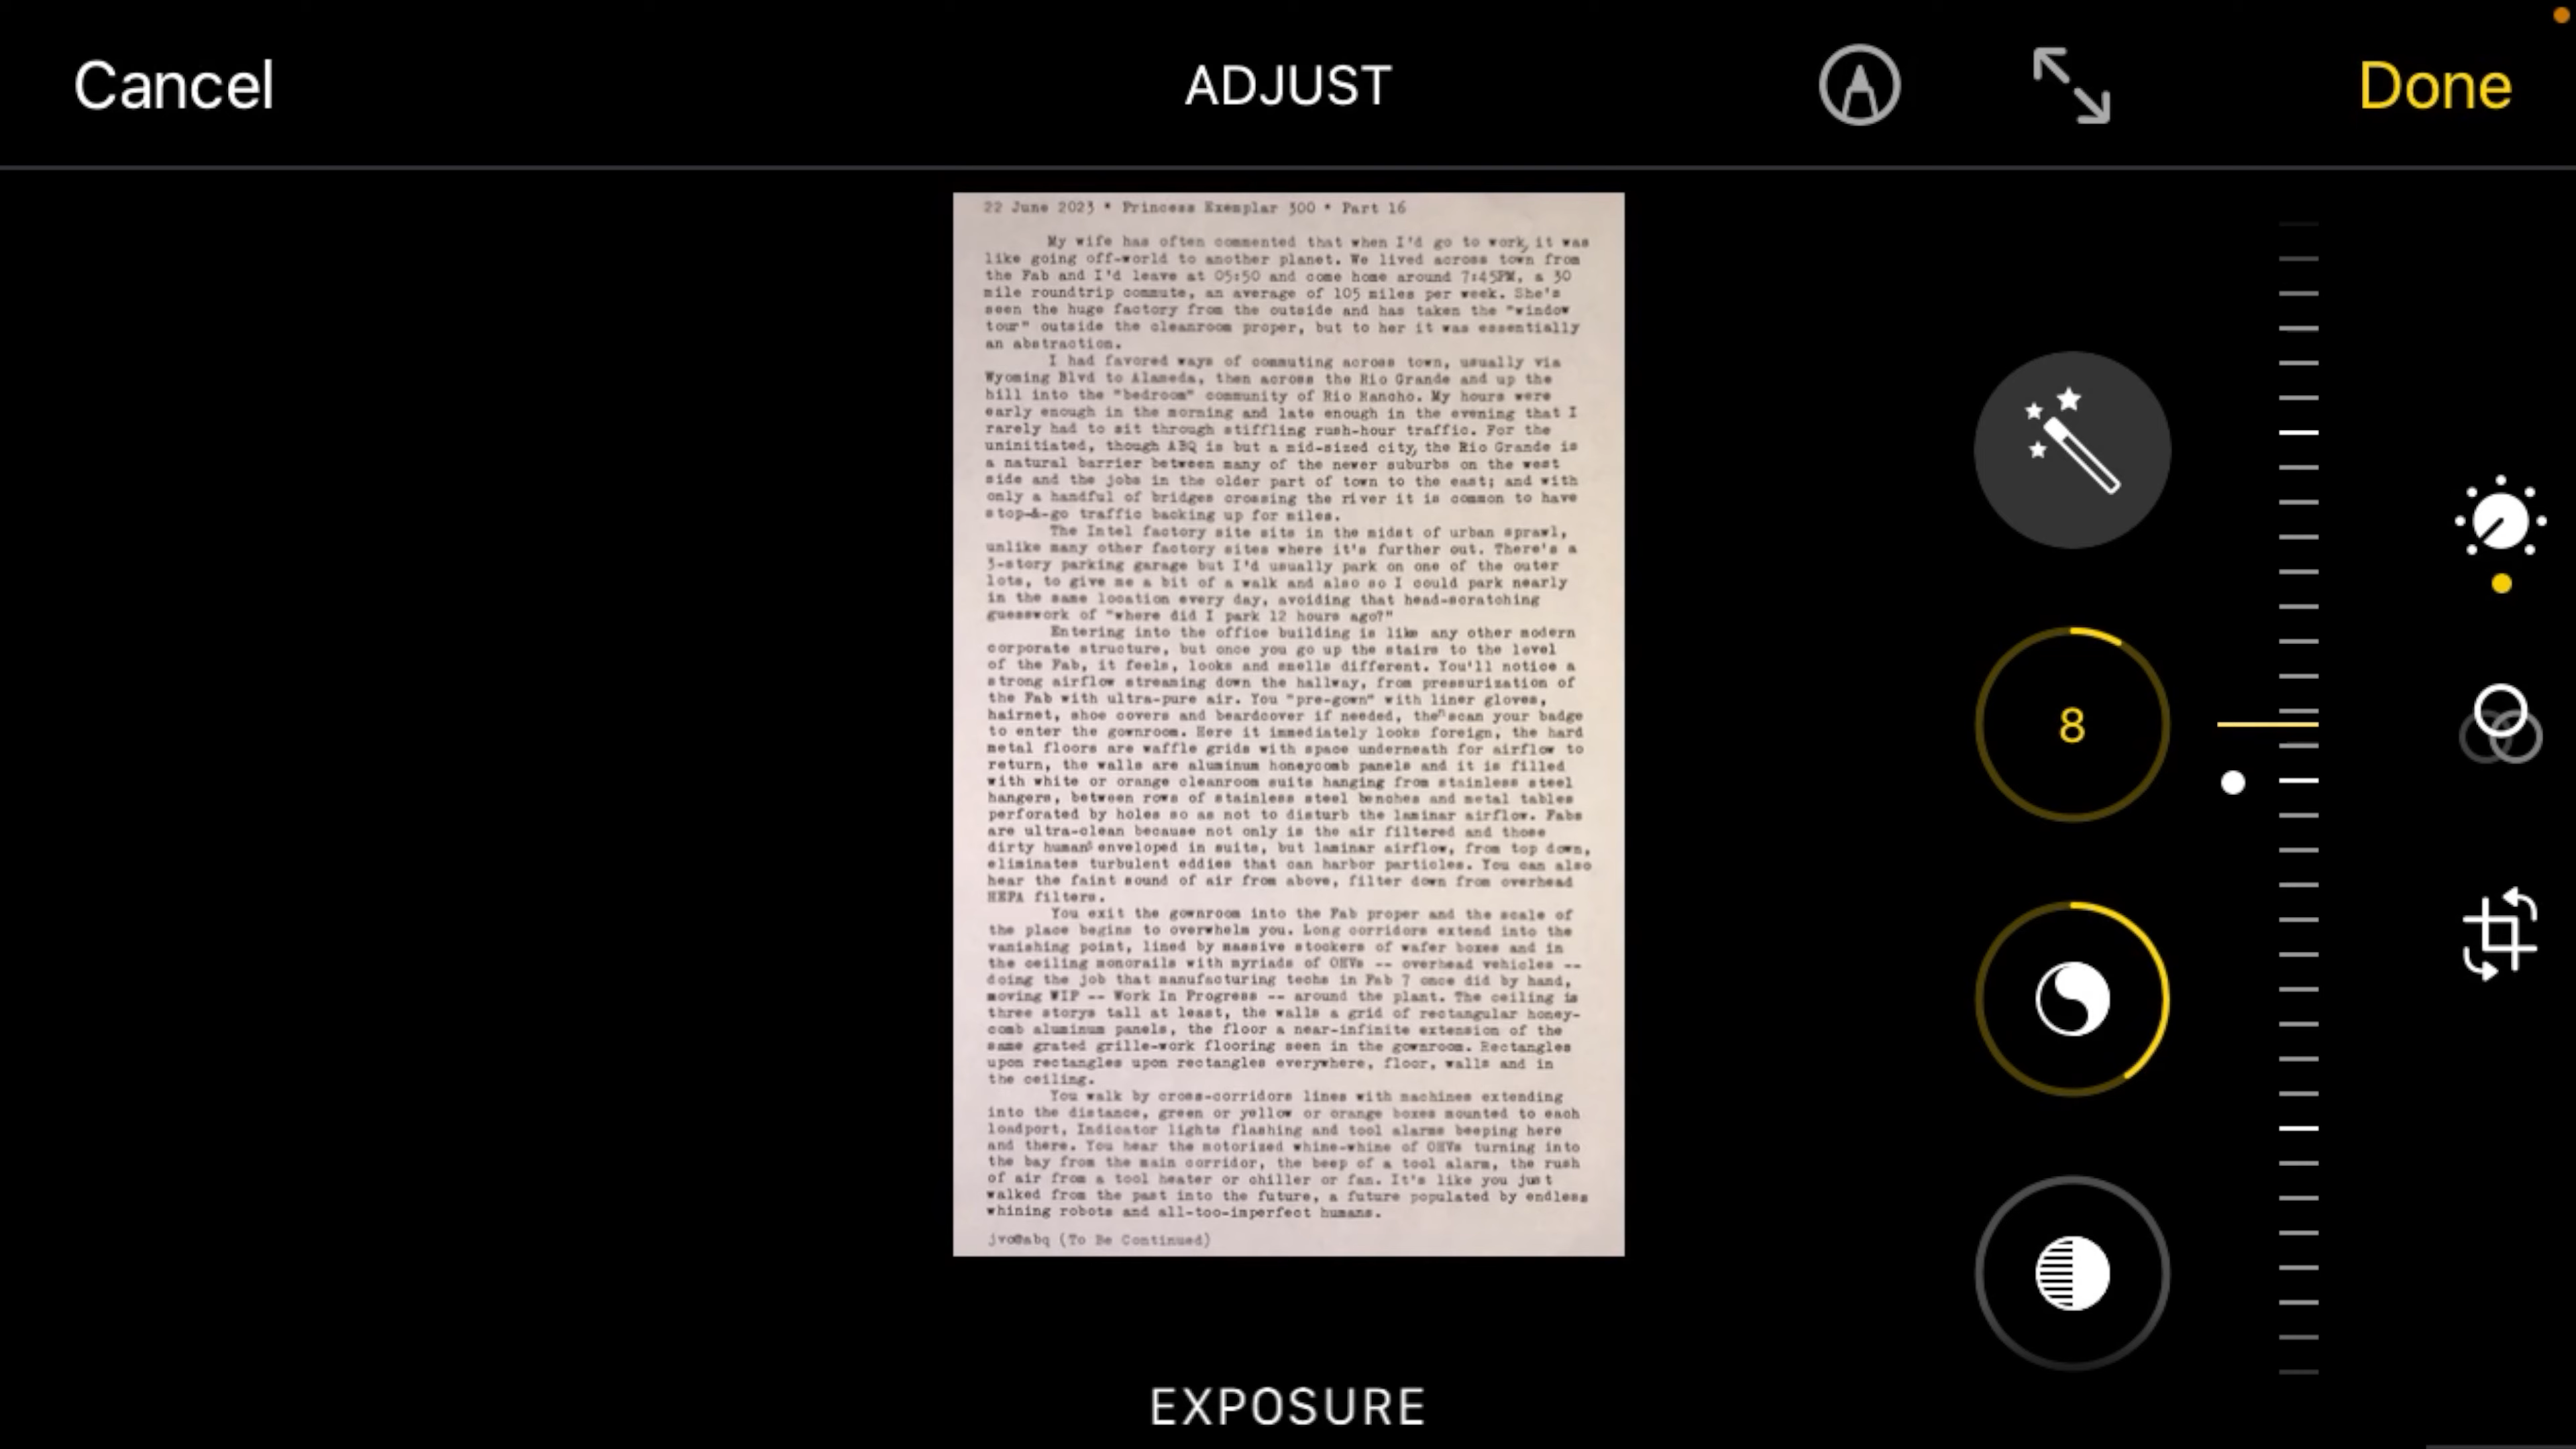 Cancel
ADJUST
Done
22 June 2023 * Princess Exemplar 300 * Part 16
My wife has often commented that when I'd go to work, it was
like going off-world to another planet. We lived across town from
the Fab and I'd leave at 05:50 and come home around 7:45PM, a 30
mile roundtrip commute, an average of 105 miles per week. She's
seen the huge factory from the outside and has taken the "window
tour" outside the cleanroom proper, but to her it was essentially
an abstraction.
I had favored ways of commuting across town, usually via
Wyoming Blvd to Alameda, then across the Rio Grande and up the
hill into the "bedroom" community of Rio Rancho. My hours were
early enough in the morning and late enough in the evening that I
rarely had to sit through stiffling rush-hour traffic. For the
uninitiated, though ABQ is but a mid-sized city, the Rio Grande is
a natural barrier between many of the newer suburbs on the west
side and the jobs in the older part of town to the east; and with
only a handful of bridges crossing the river it is common to have
stop-&-go traffic backing up for miles.
The Intel factory site sits in the midst of urban sprawl,
unlike many other factory sites where it's further out. There's a
3-story parking garage but I'd usually park on one of the outer
lots, to give me a bit of a walk and also so I could park nearly
in the same location every day, avoiding that head-scratching
guesswork of "where did I park 12 hours ago?"
Entering into the office building is like any other modern
corporate structure, but once you go up the stairs to the level
of the Fab, it feels, looks and smells different. You'll notice a
strong airflow streaming down the hallway, from pressurization of
the Fab with ultra-pure air. You "pre-gown" with liner gloves,
hairnet, shoe covers and beardcover if needed, then scan your badge
to enter the gownroom. Here it immediately looks foreign, the hard
metal floors are waffle grids with space underneath for airflow to
return, the walls are aluminum honeycomb panels and it is filled
with white or orange cleanroom suits hanging from stainless steel
hangers, between rows of stainless steel benches and metal tables
perforated by holes so as not to disturb the laminar airflow. Fabs
are ultra-clean because not only is the air filtered and those
dirty humans enveloped in suits, but laminar airflow, from top down,
eliminates turbulent eddies that can harbor particles. You can also
hear the faint sound of air from above, filter down from overhead
HEPA filters.
You exit the gownroom into the Fab proper and the scale of
the place begins to overwhelm you. Long corridors extend into the
vanishing point, lined by massive stockers of wafer boxes and in
the ceiling monorails with myriads of OHVs -- overhead vehicles --
doing the job that manufacturing techs in Fab 7 once did by hand,
moving WIP -- Work In Progress -- around the plant. The ceiling is
three storys tall at least, the walls a grid of rectangular honey-
comb aluminum panels, the floor a near-infinite extension of the
same grated grille-work flooring seen in the gownroom. Rectangles
upon rectangles upon rectangles everywhere, floor, walls and in
the ceiling.
You walk by cross-corridors lines with machines extending
into the distance, green or yellow or orange boxes mounted to each
loadport, Indicator lights flashing and tool alarms beeping here
and there. You hear the motorized whine-whine of OHVs turning into
the bay from the main corridor, the beep of a tool alarm, the rush
of air from a tool heater or chiller or fan. It's like you just
walked from the past into the future, a future populated by endless
whining robots and all-too-imperfect humans.
jvo@abq (To Be Continued)
8
EXPOSURE